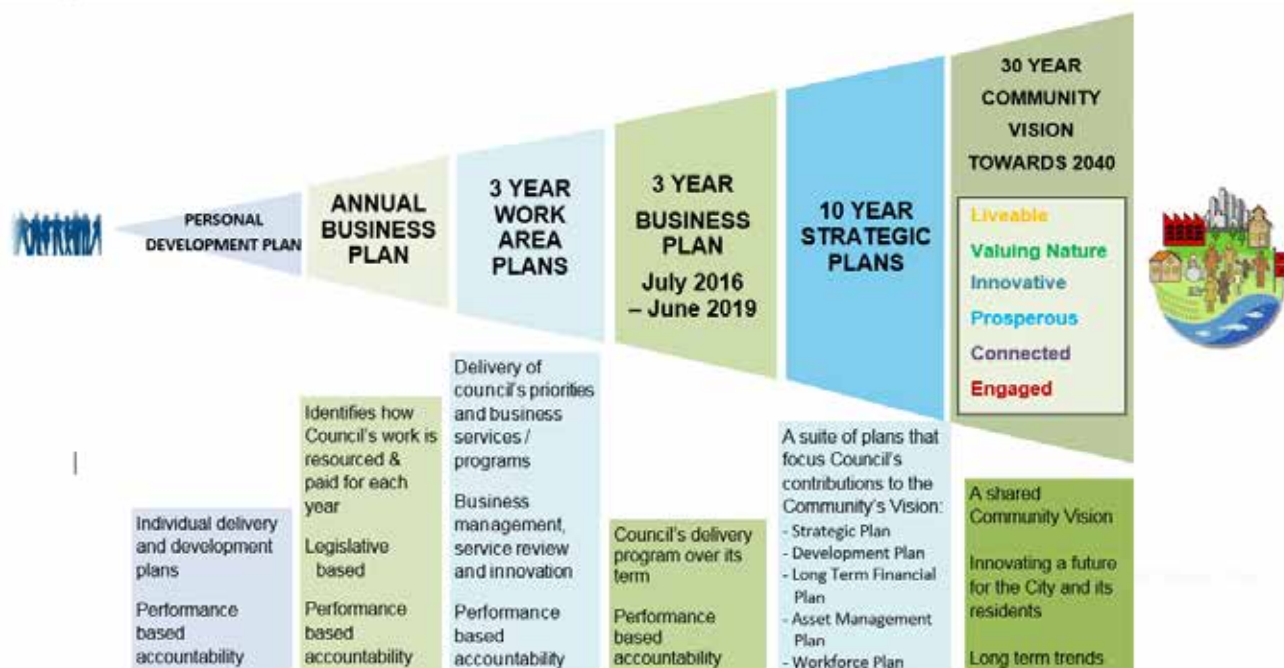 PERSONAL
DEVELOPMENT PLAN
ANNUAL
BUSINESS
PLAN
3 YEAR
WORK
AREA
PLANS
3 YEAR
BUSINESS
PLAN
July 2016
– June 2019
10 YEAR
STRATEGIC
PLANS
30 YEAR
COMMUNITY
VISION
TOWARDS 2040
Liveable
Valuing Nature
Innovative
Prosperous
Connected
Engaged
Individual delivery
and development
plans
Performance
based
accountability
Identifies how
Council's work is
resourced &
paid for each
year
Legislative
based
Performance
based
accountability
Delivery of
council's priorities
and business
services /
programs
Business
management,
service review
and innovation
Performance
based
accountability
Council's delivery
program over its
term
Performance
based
accountability
A suite of plans that
focus Council's
contributions to the
Community's Vision:
- Strategic Plan
- Development Plan
- Long Term Financial
Plan
- Asset Management
Plan
- Workforce Plan
A shared
Community Vision
Innovating a future
for the City and its
residents
Long term trends